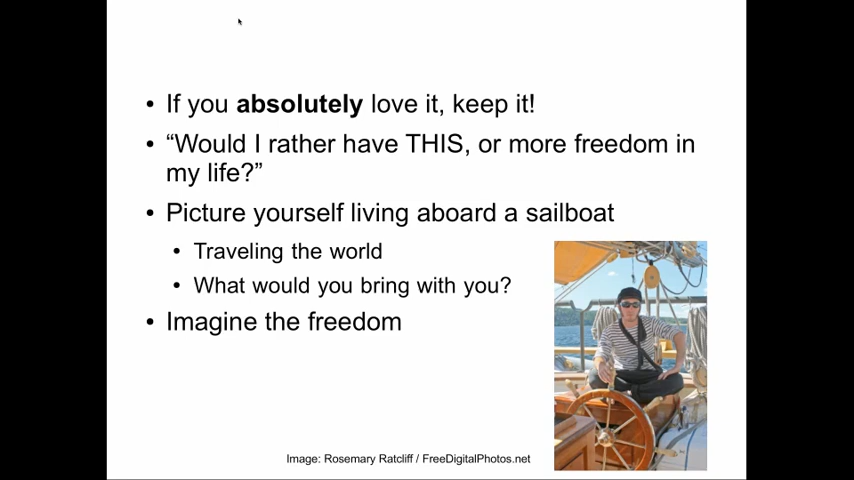 • If you absolutely love it, keep it!
• “Would I rather have THIS, or more freedom in
my life?”
• Picture yourself living aboard a sailboat
• Traveling the world
• What would you bring with you?
• Imagine the freedom
Image: Rosemary Ratcliff / FreeDigitalPhotos.net